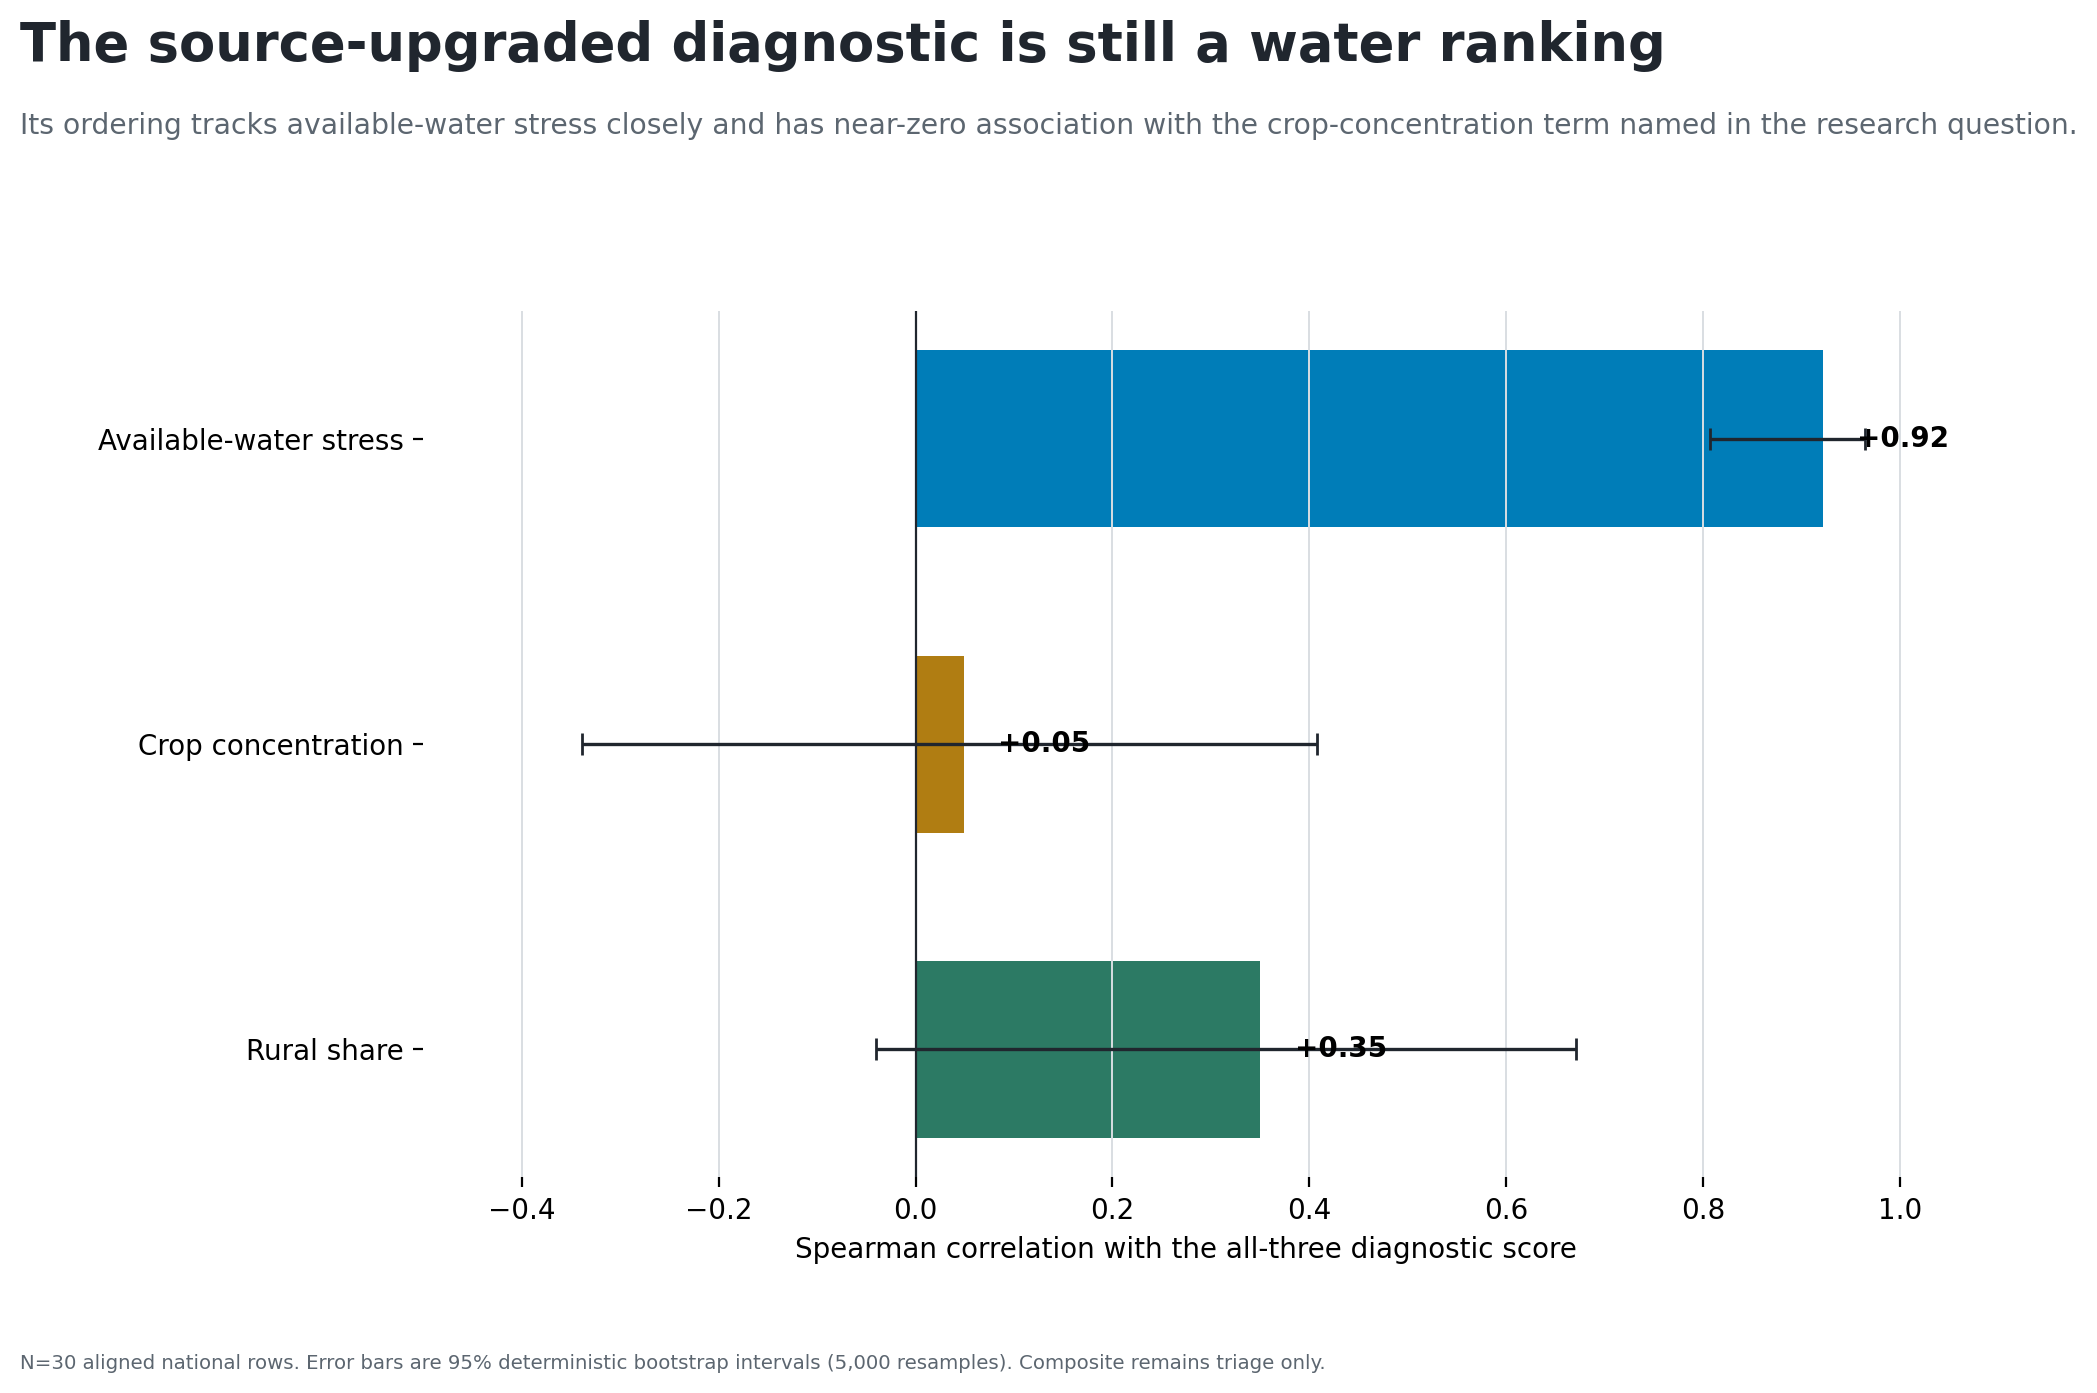 The source-upgraded diagnostic is still a water ranking
Its ordering tracks available-water stress closely and has near-zero association with the crop-concentration term named in the research question.
Available-water stress
+0.92
Crop concentration
+0.05
Rural share
+0.35
−0.4 −0.2 0.0 0.2 0.4 0.6 0.8 1.0
Spearman correlation with the all-three diagnostic score
N=30 aligned national rows. Error bars are 95% deterministic bootstrap intervals (5,000 resamples). Composite remains triage only.